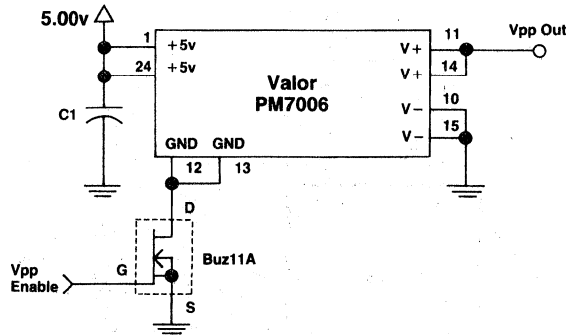 5.00v
1
+5v
24
+5v
C1
Valor
PM7006
GND GND
12 13
V+
11
V+
14
V-
10
V-
15
Vpp Out
D
G
S
Buz11A
Vpp
Enable